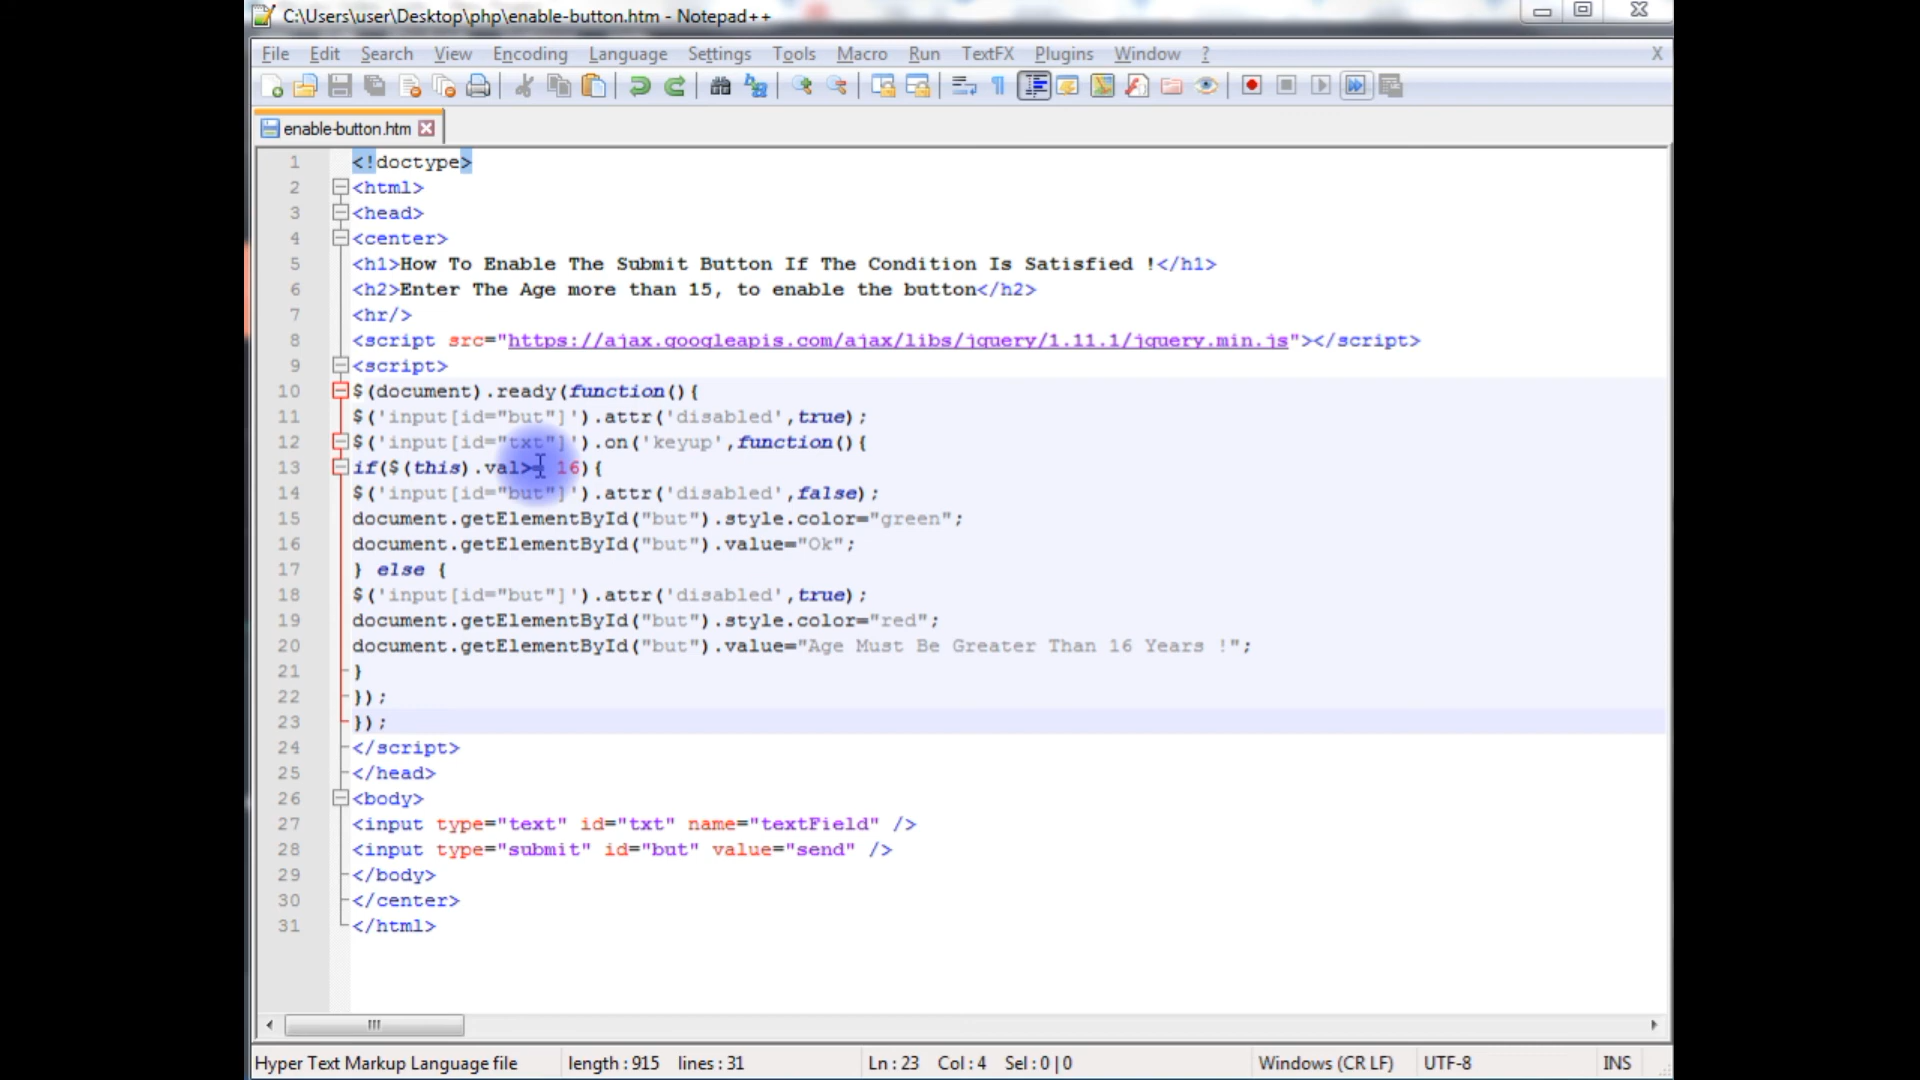 C:\Users\user\Desktop\php\enable-button.htm - Notepad++
File Edit Search View Encoding Language Settings Tools Macro Run TextFX Plugins Window ? X
enable-button.htm
1 <!doctype>
2 <html>
3 <head>
4 <center>
5 <h1>How To Enable The Submit Button If The Condition Is Satisfied !</h1>
6 <h2>Enter The Age more than 15, to enable the button</h2>
7 <hr/>
8 <script src="https://ajax.googleapis.com/ajax/libs/jquery/1.11.1/jquery.min.js"></script>
9 <script>
10 $(document).ready(function(){
11 $('input[id="but"]').attr('disabled',true);
12 $('input[id="txt"]').on('keyup',function(){
13 if($(this).val>= 16){
14 $('input[id="but"]').attr('disabled',false);
15 document.getElementById("but").style.color="green";
16 document.getElementById("but").value="Ok";
17 } else {
18 $('input[id="but"]').attr('disabled',true);
19 document.getElementById("but").style.color="red";
20 document.getElementById("but").value="Age Must Be Greater Than 16 Years !";
21 }
22 });
23 });
24 </script>
25 </head>
26 <body>
27 <input type="text" id="txt" name="textField" />
28 <input type="submit" id="but" value="send" />
29 </body>
30 </center>
31 </html>
Hyper Text Markup Language file length : 915 lines : 31 Ln : 23 Col : 4 Sel : 0 | 0 Windows (CR LF) UTF-8 INS